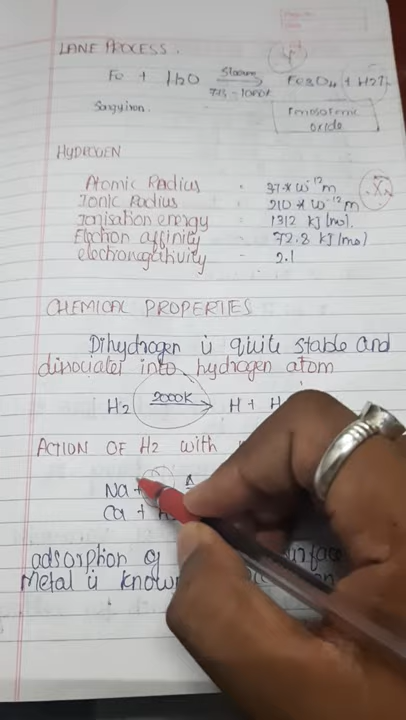 LANE PROCESS.
Fe + H2O Steam Fe3O4 + H2↑
Spongy iron. Ferrosoferric
oxide
HYDROGEN
Atomic Radius - 37 * 10⁻¹² m
Ionic Radius - 210 * 10⁻¹² m
Ionisation energy - 1312 KJ/mol.
Electron affinity - 72.8 KJ/mol
electronegativity - 2.1
CHEMICAL PROPERTIES
Dihydrogen is quite stable and
dissociates into hydrogen atom
H2 2000K H + H
ACTION OF H2 with
Na +
Ca +
adsorption of
Metal is